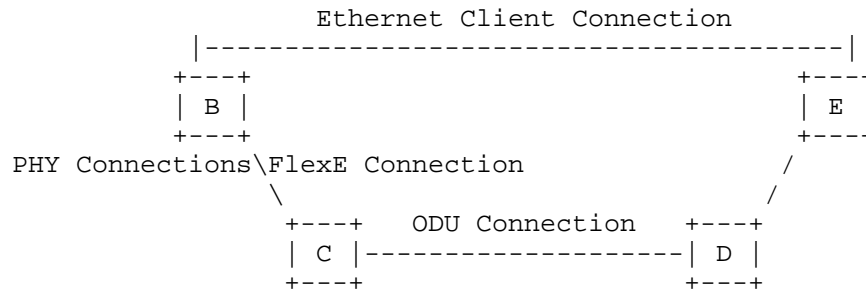 Ethernet Client Connection
|----------------------------------------|
+---+ +----
| B | | E
+---+ +----
PHY Connections\FlexE Connection /
\ /
+---+ ODU Connection +---+
| C |--------------------| D |
+---+ +---+